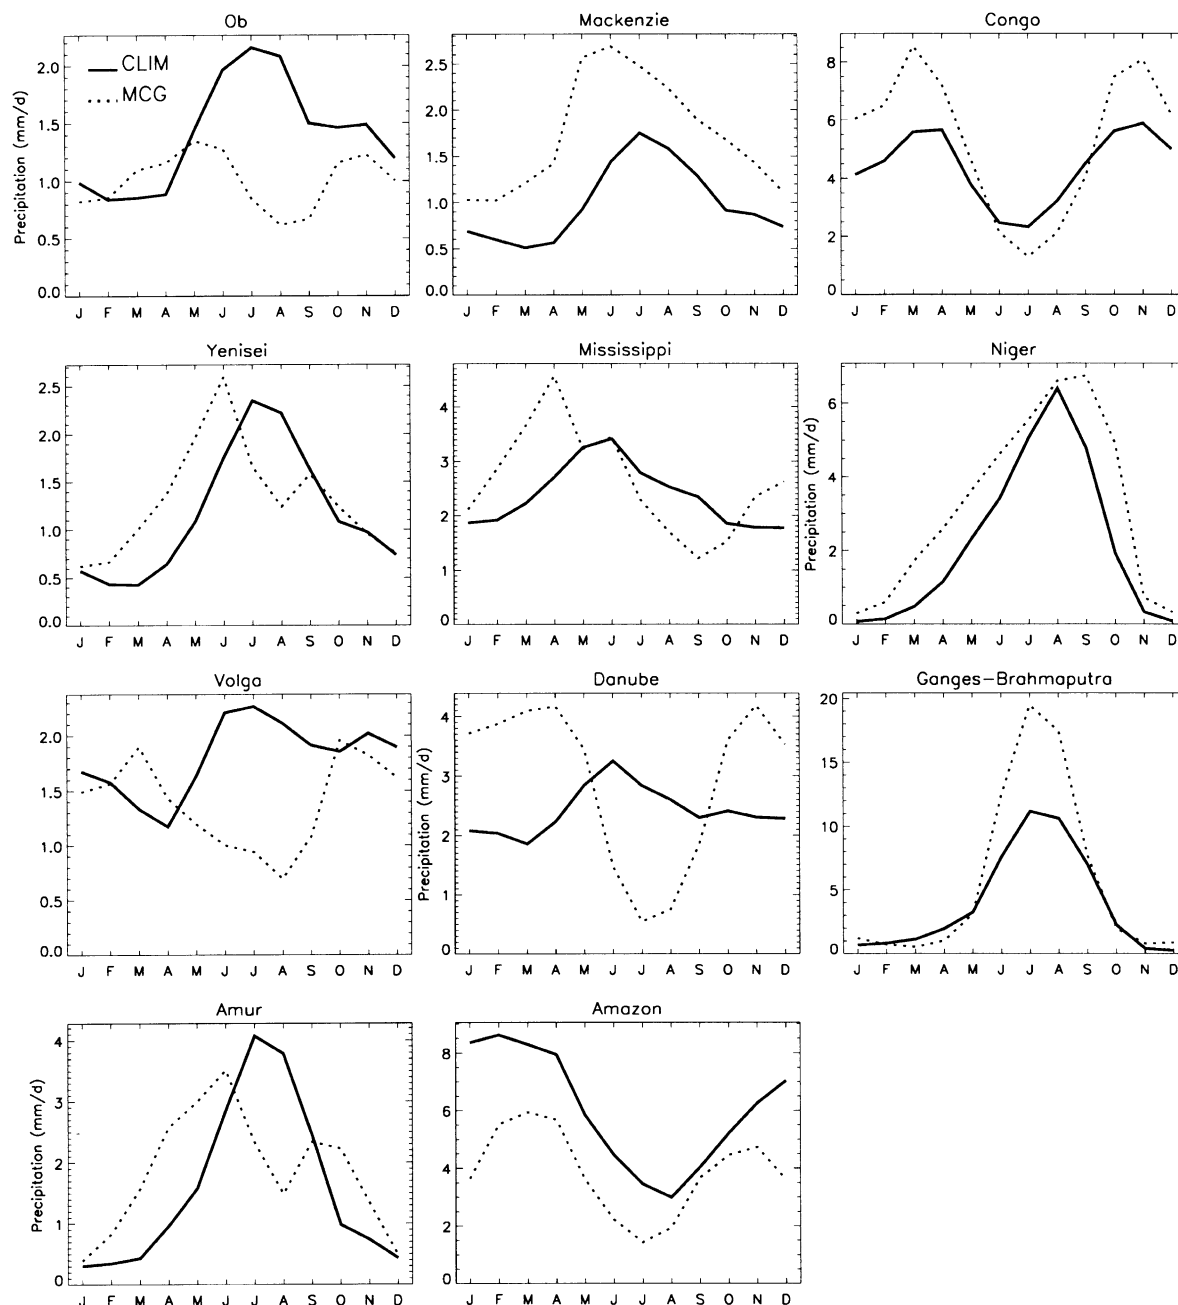 Ob
Mackenzie
Congo
CLIM
MCG
Precipitation (mm/d)
2.0
1.5
1.0
0.5
0.0
J F M A M J J A S O N D
2.5
2.0
1.5
1.0
0.5
0.0
J F M A M J J A S O N D
8
6
4
2
0
J F M A M J J A S O N D
Yenisei
Mississippi
Niger
2.5
2.0
1.5
1.0
0.5
0.0
J F M A M J J A S O N D
4
3
2
1
0
J F M A M J J A S O N D
Precipitation (mm/d)
6
4
2
0
J F M A M J J A S O N D
Volga
Danube
Ganges-Brahmaputra
2.0
1.5
1.0
0.5
0.0
J F M A M J J A S O N D
Precipitation (mm/d)
4
3
2
1
0
J F M A M J J A S O N D
20
15
10
5
0
J F M A M J J A S O N D
Amur
Amazon
Precipitation (mm/d)
4
3
2
1
0
J F M A M J J A S O N D
8
6
4
2
0
J F M A M J J A S O N D